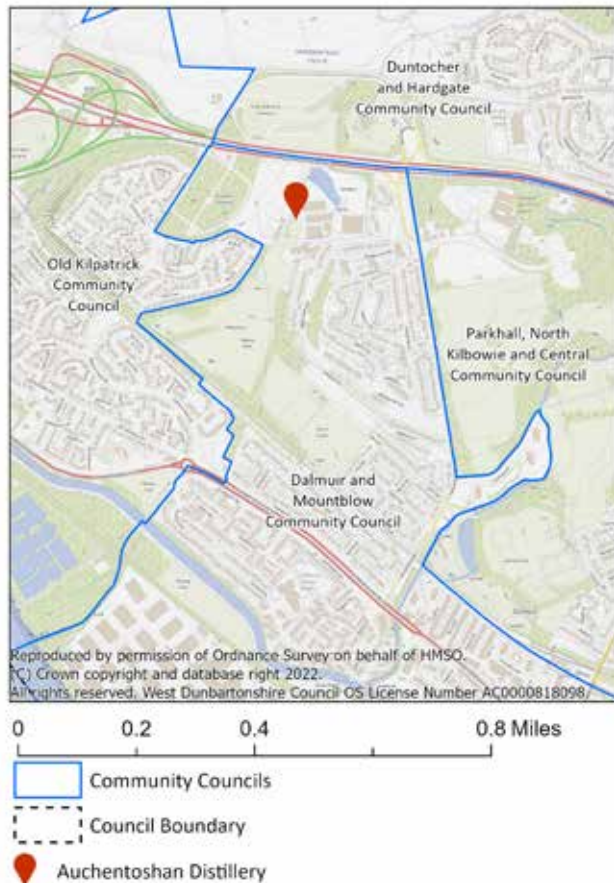 Duntocher
and Hardgate
Community Council
Old Kilpatrick
Community
Council
Parkhall, North
Kilbowie and Central
Community Council
Dalmuir and
Mountblow
Community Council
Reproduced by permission of Ordnance Survey on behalf of HMSO.
(C) Crown copyright and database right 2022.
All rights reserved. West Dunbartonshire Council OS License Number AC0000818098/
0 0.2 0.4 0.8 Miles
Community Councils
Council Boundary
Auchentoshan Distillery